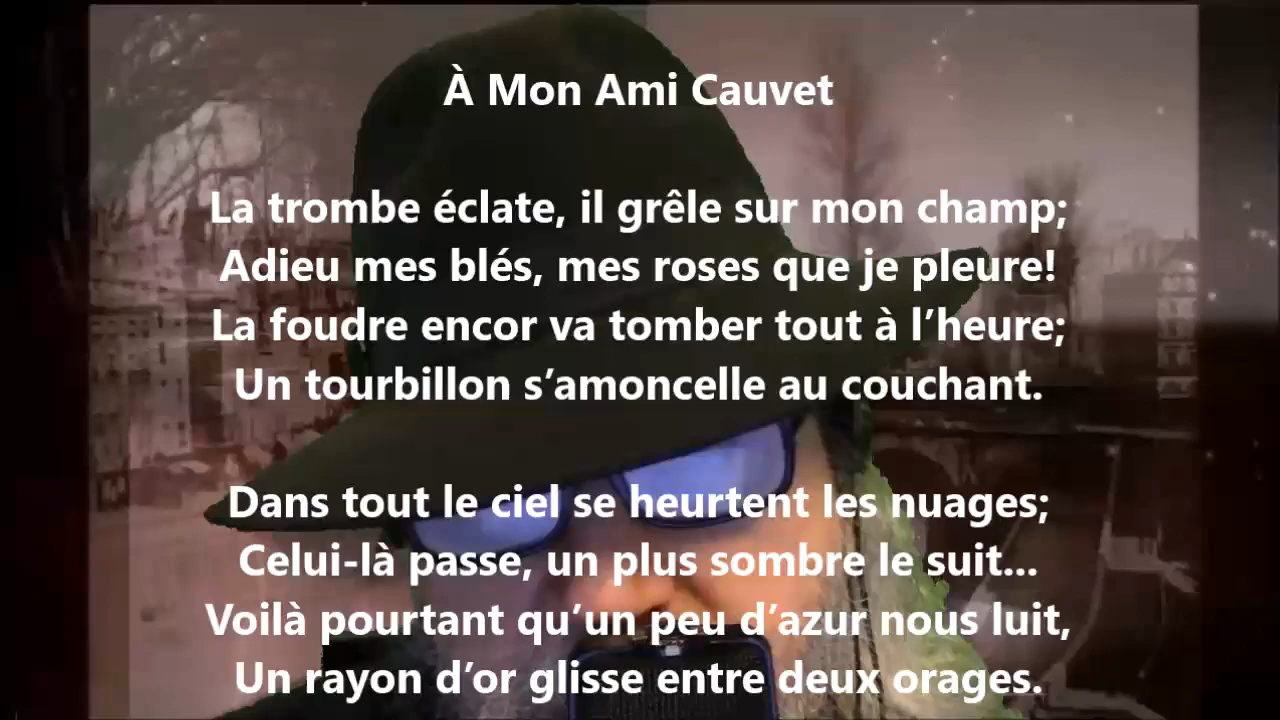 À Mon Ami Cauvet
La trombe éclate, il grêle sur mon champ;
Adieu mes blés, mes roses que je pleure!
La foudre encor va tomber tout à l’heure;
Un tourbillon s’amoncelle au couchant.
Dans tout le ciel se heurtent les nuages;
Celui-là passe, un plus sombre le suit...
Voilà pourtant qu’un peu d’azur nous luit,
Un rayon d’or glisse entre deux orages.